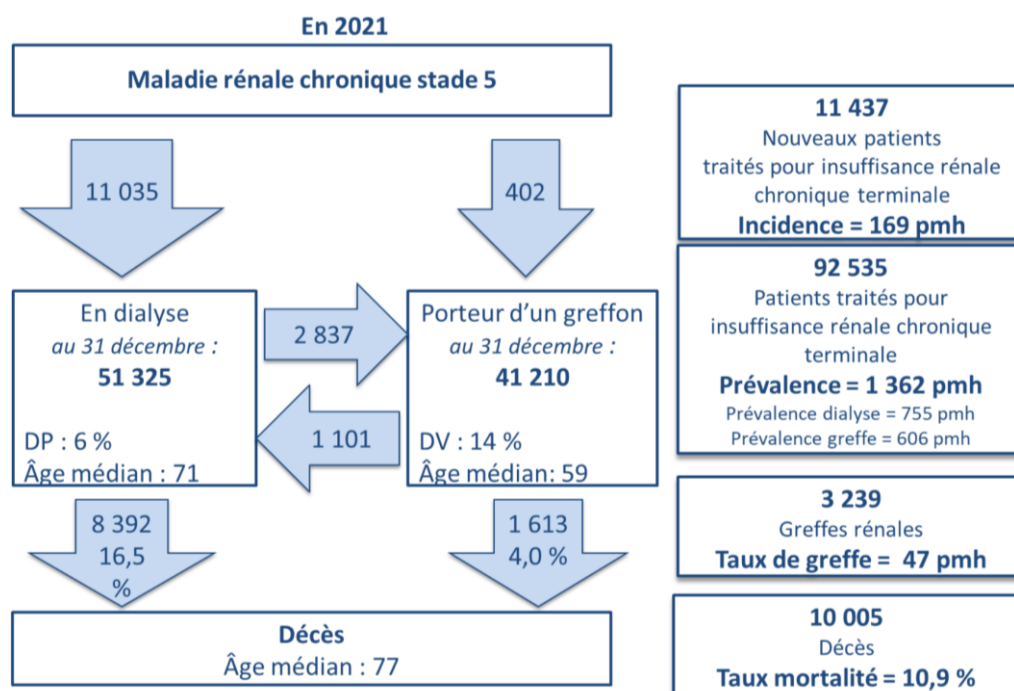 En 2021
Maladie rénale chronique stade 5
11 035
402
En dialyse
au 31 décembre :
51 325
DP : 6 %
Âge médian : 71
2 837
1 101
Porteur d’un greffon
au 31 décembre :
41 210
DV : 14 %
Âge médian: 59
8 392
16,5
%
1 613
4,0 %
Décès
Âge médian : 77
11 437
Nouveaux patients
traités pour insuffisance rénale
chronique terminale
Incidence = 169 pmh
92 535
Patients traités pour
insuffisance rénale chronique
terminale
Prévalence = 1 362 pmh
Prévalence dialyse = 755 pmh
Prévalence greffe = 606 pmh
3 239
Greffes rénales
Taux de greffe = 47 pmh
10 005
Décès
Taux mortalité = 10,9 %